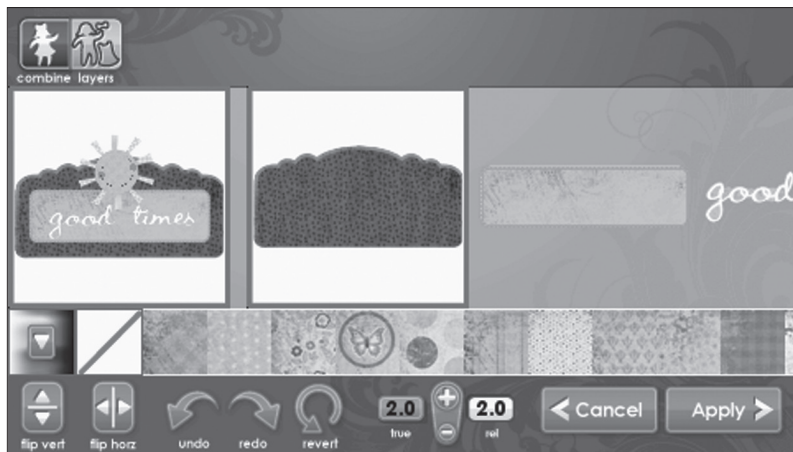 combine layers
good times
good
flip vert flip horz undo redo revert 2.0 true 2.0 rel Cancel Apply